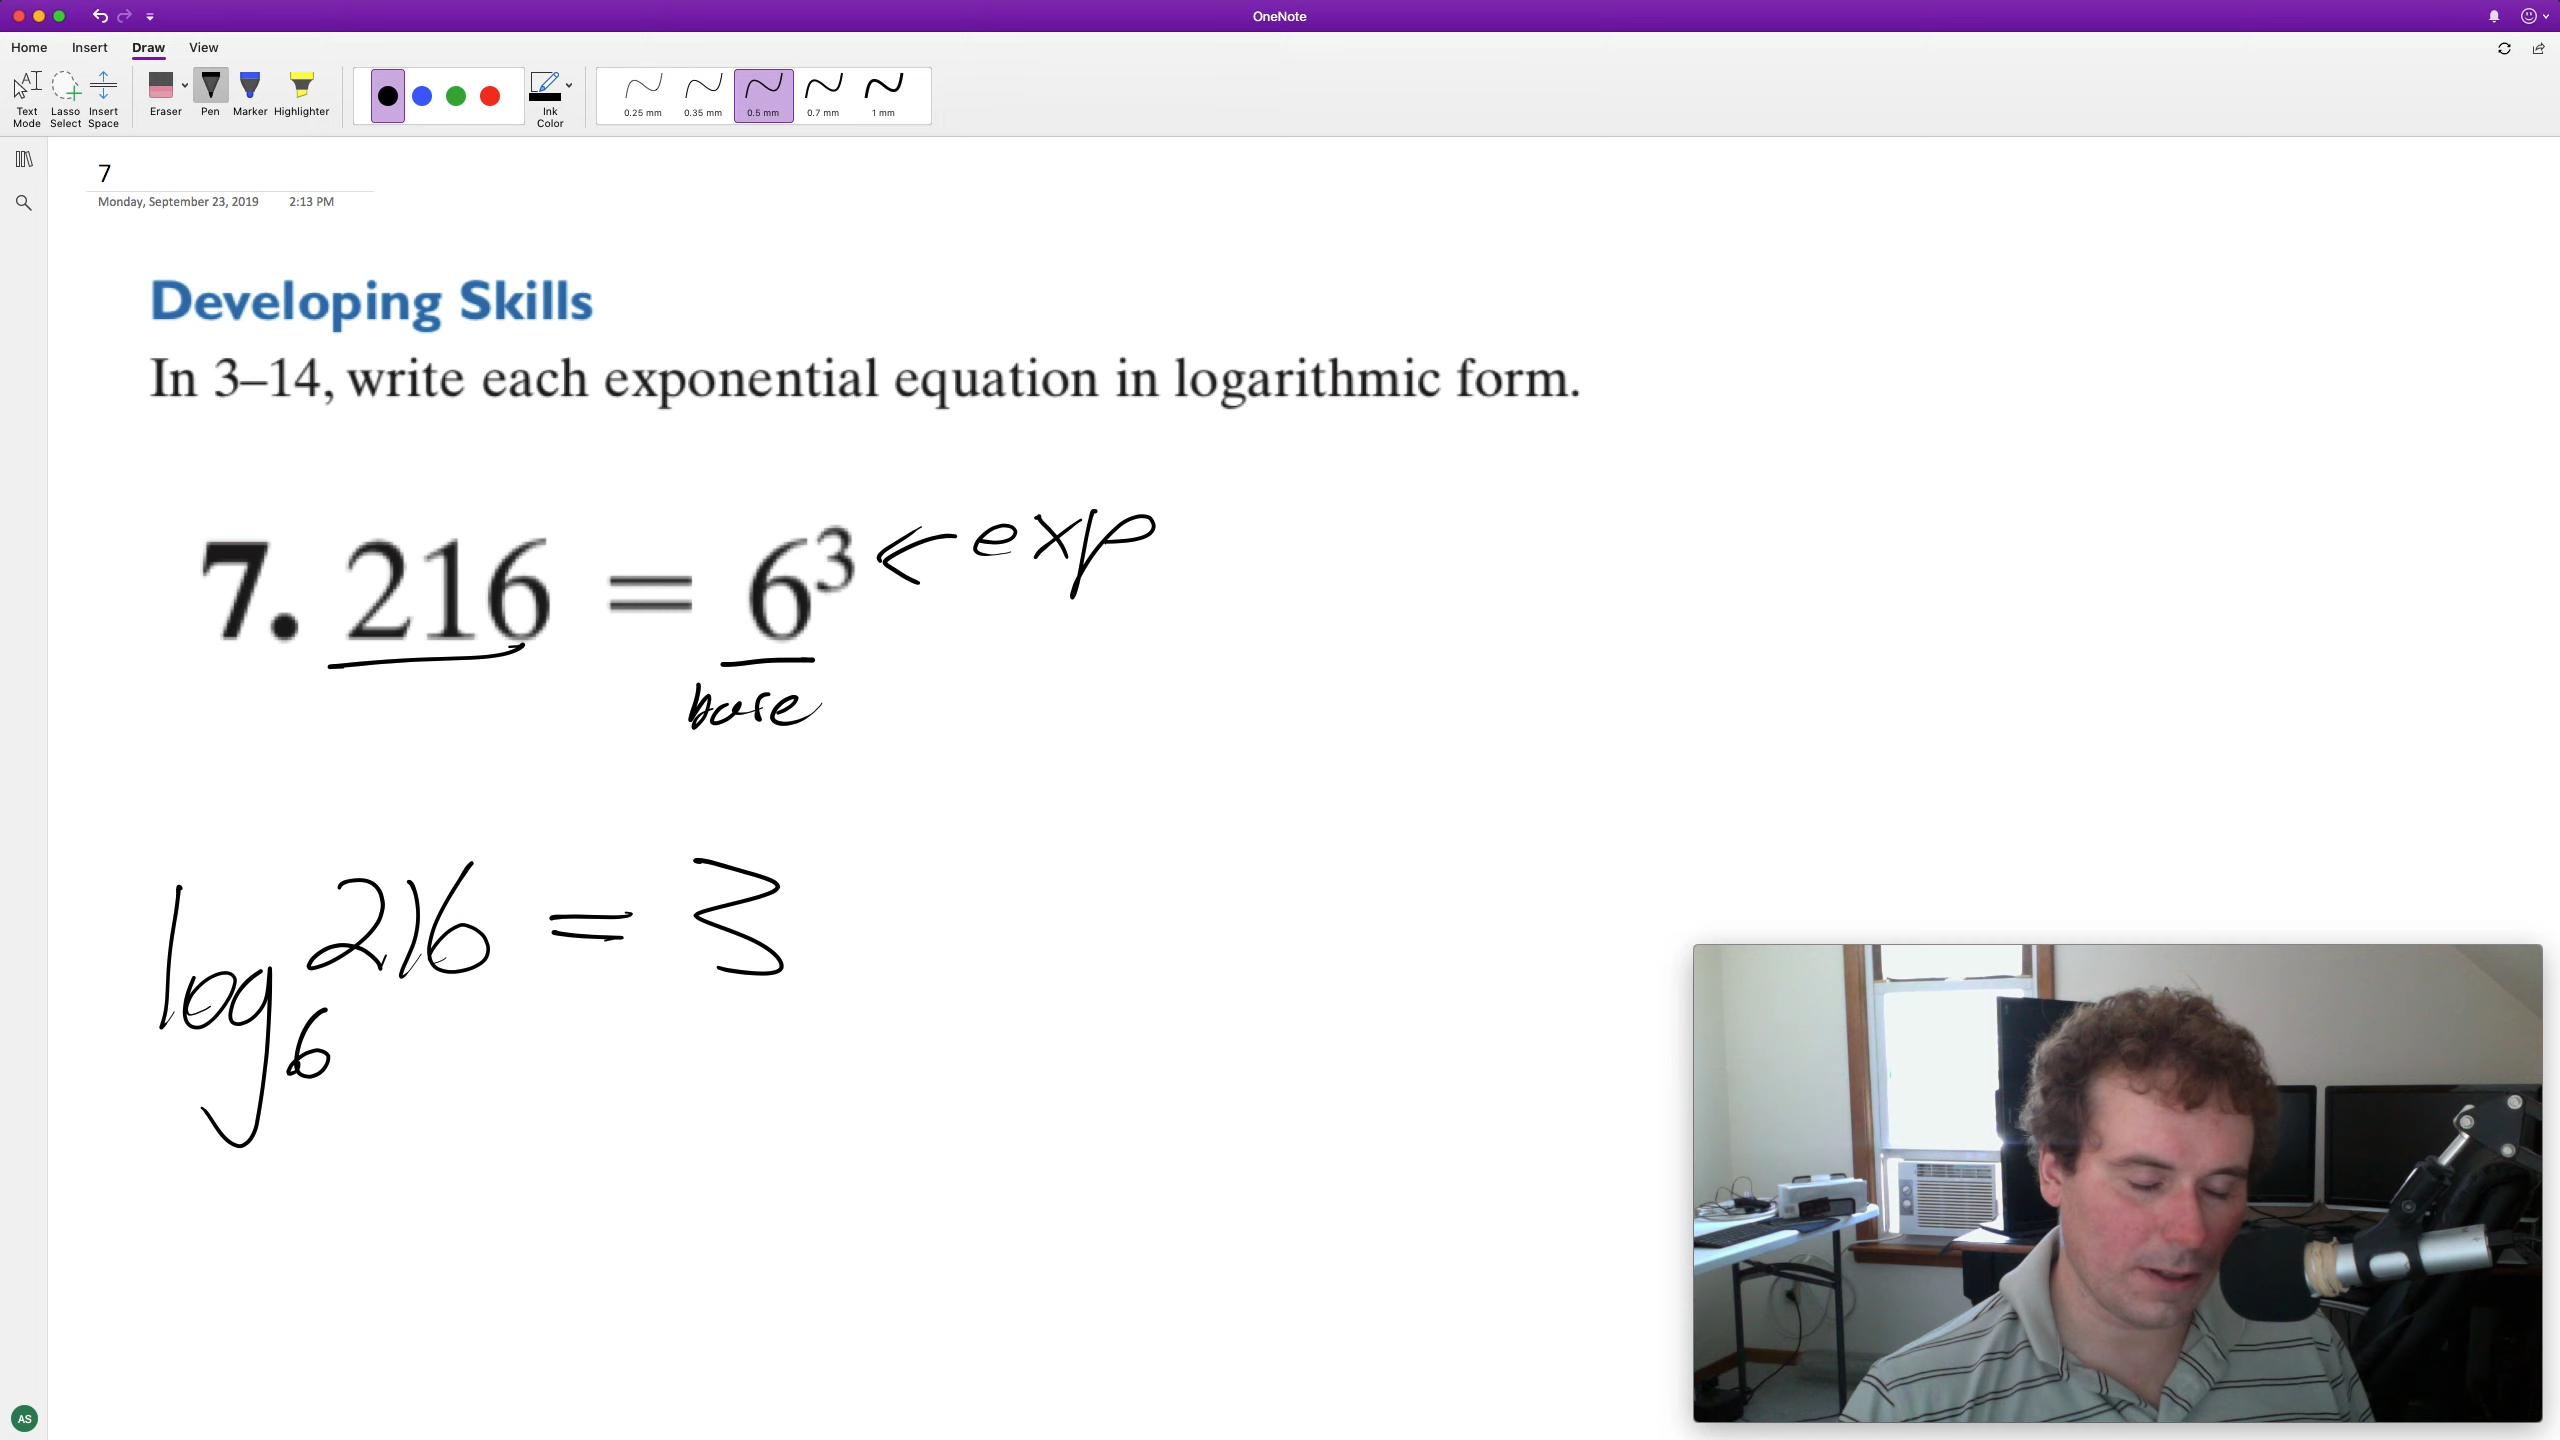 OneNote
Home Insert Draw View
Text Mode
Lasso Select
Insert Space
Eraser
Pen
Marker
Highlighter
Ink Color
0.25 mm
0.35 mm
0.5 mm
0.7 mm
1 mm
7
Monday, September 23, 2019 2:13 PM
Developing Skills
In 3–14, write each exponential equation in logarithmic form.
7. 216 = 6³ ← exp
base
log₆ 216 = 3
AS